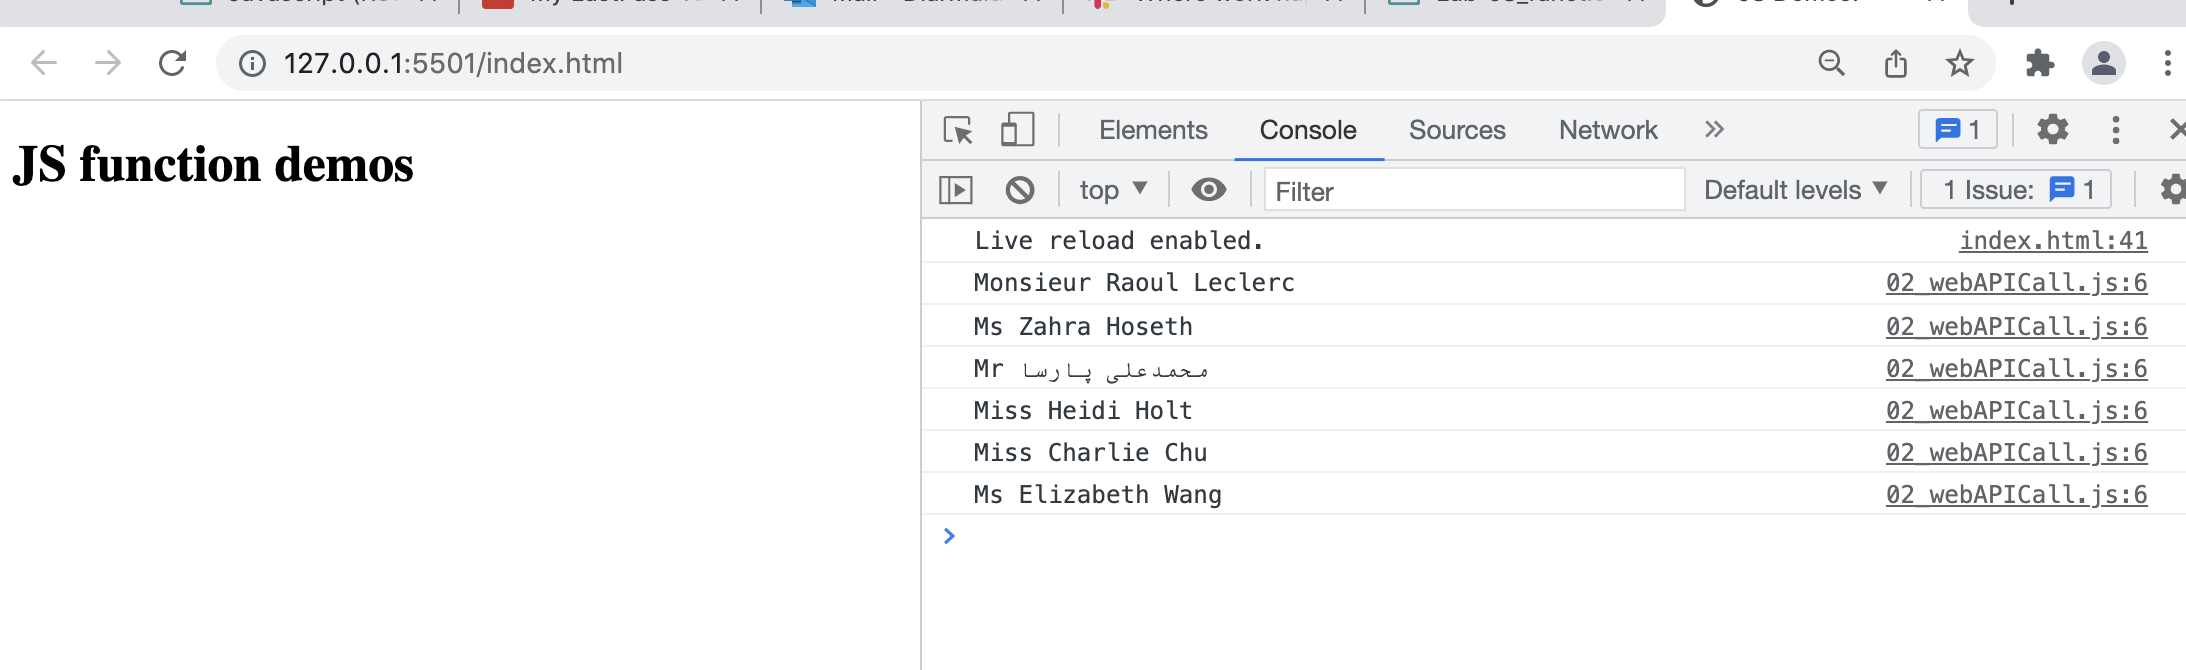 127.0.0.1:5501/index.html
JS function demos
Elements Console Sources Network 1
top Filter Default levels 1 Issue: 1
Live reload enabled. index.html:41
Monsieur Raoul Leclerc 02_webAPICall.js:6
Ms Zahra Hoseth 02_webAPICall.js:6
Mr محمدعلی پارسا 02_webAPICall.js:6
Miss Heidi Holt 02_webAPICall.js:6
Miss Charlie Chu 02_webAPICall.js:6
Ms Elizabeth Wang 02_webAPICall.js:6